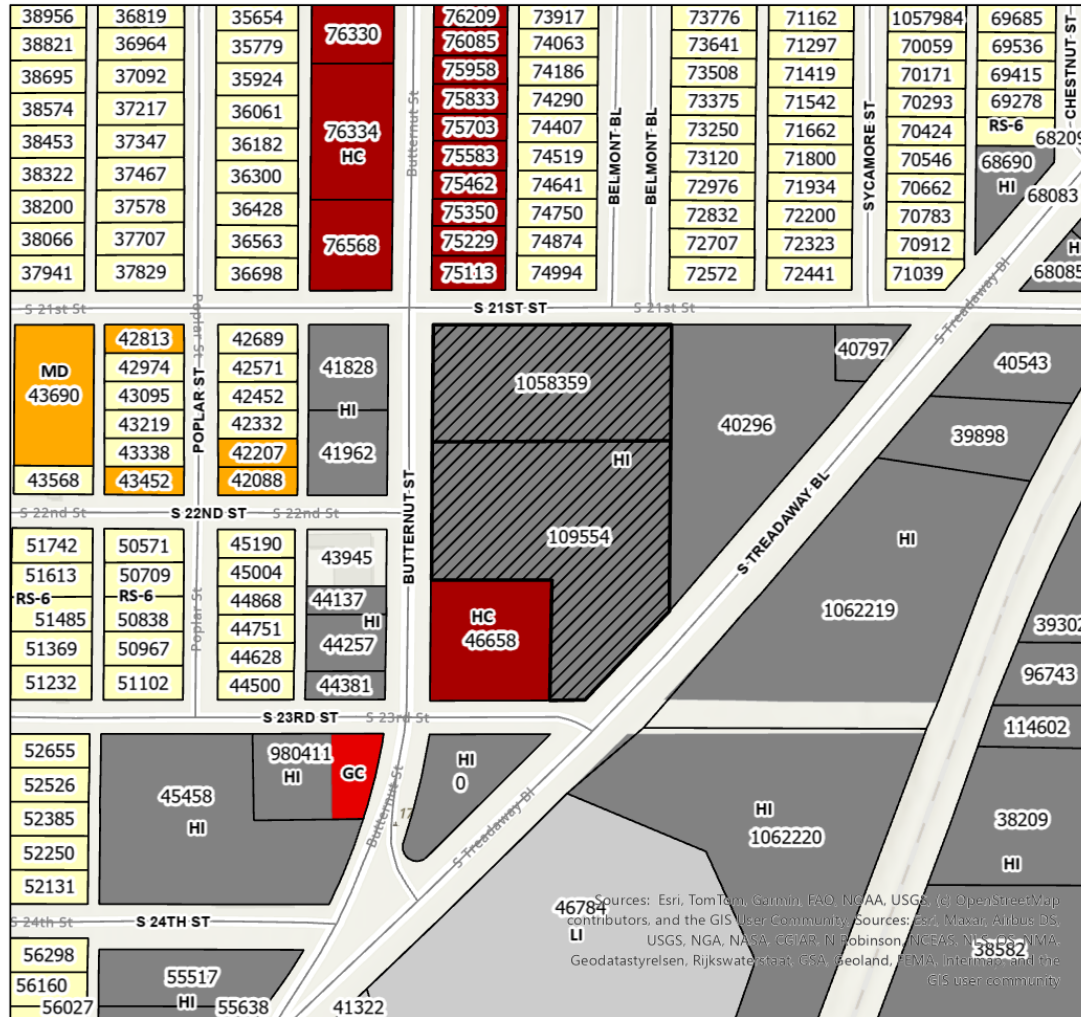 38956 36819 35654 76330 76209 73917 73776 71162 1057984 69685
38821 36964 35779 76085 74063 73641 71297 70059 69536
38695 37092 35924 75958 74186 73508 71419 70171 69415
38574 37217 36061 76334 75833 74290 73375 71542 70293 69278
38453 37347 36182 HC 75703 74407 73250 71662 70424 RS-6
38322 37467 36300 75583 74519 73120 71800 70546 68690
38200 37578 36428 75462 74641 72976 71934 70662 HI
38066 37707 36563 76568 75350 74750 72832 72200 70783
37941 37829 36698 75229 74874 72707 72323 70912
75113 74994 72572 72441 71039
CHESTNUT ST
68209
68083
68085
Butternut St
BELMONT BL
BELMONT BL
SYCAMORE ST
S 21st St
S 21ST ST
S 21st St
S Treadaway Bl
Poplar St
POPLAR ST
MD
43690
43568
42813
42974
43095
43219
43338
43452
42689
42571
42452
42332
42207
42088
41828
HI
41962
1058359
HI
109554
40296
40797
40543
39898
HI
1062219
S TREADAWAY BL
BUTTERNUT ST
S 22nd St
S 22ND ST
S 22nd St
51742
51613
RS-6
51485
51369
51232
50571
50709
RS-6
50838
50967
51102
Poplar St
45190
45004
44868
44751
44628
44500
43945
44137
HI
44257
44381
HC
46658
39302
96743
114602
38209
HI
38582
S 23RD ST
S 23rd St
52655
52526
52385
52250
52131
45458
HI
980411
HI
GC
Butternut St
17
HI
0
S Treadaway Bl
HI
1062220
46784
LI
S 24th St
S 24TH ST
56298
56160
56027
55517
HI
55638
41322
Sources: Esri, TomTom, Garmin, FAO, NOAA, USGS, (c) OpenStreetMap
contributors, and the GIS User Community, Sources: Esri, Maxar, Airbus DS,
USGS, NGA, NASA, CGIAR, N Robinson, NCEAS, NLS, OS, NMA,
Geodatastyrelsen, Rijkswaterstaat, GSA, Geoland, FEMA, Intermap and the
GIS user community